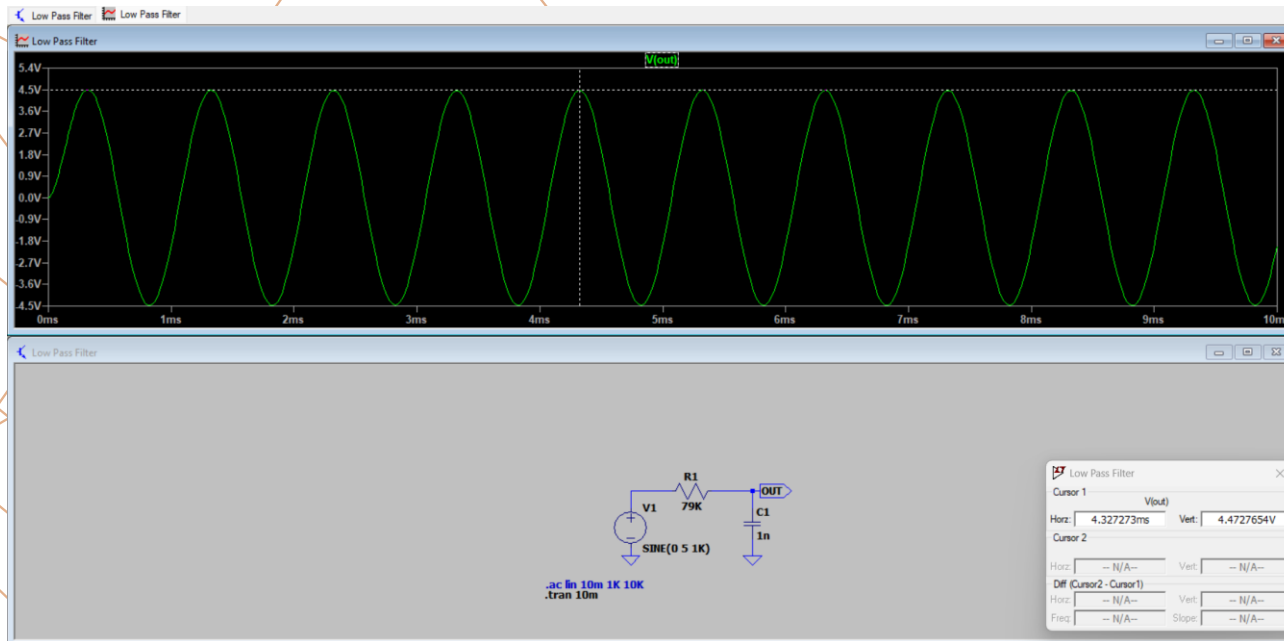 Low Pass Filter Low Pass Filter
Low Pass Filter
V(out)
5.4V
4.5V
3.6V
2.7V
1.8V
0.9V
0.0V
-0.9V
-1.8V
-2.7V
-3.6V
-4.5V
0ms 1ms 2ms 3ms 4ms 5ms 6ms 7ms 8ms 9ms 10m
Low Pass Filter
R1
79K
OUT
V1
C1
1n
SINE(0 5 1K)
.ac lin 10m 1K 10K
.tran 10m
Low Pass Filter
Cursor 1
V(out)
Horz: 4.327273ms Vert: 4.4727654V
Cursor 2
Horz: -- N/A-- Vert: -- N/A--
Diff (Cursor2 - Cursor1)
Horz: -- N/A-- Vert: -- N/A--
Freq: -- N/A-- Slope: -- N/A--